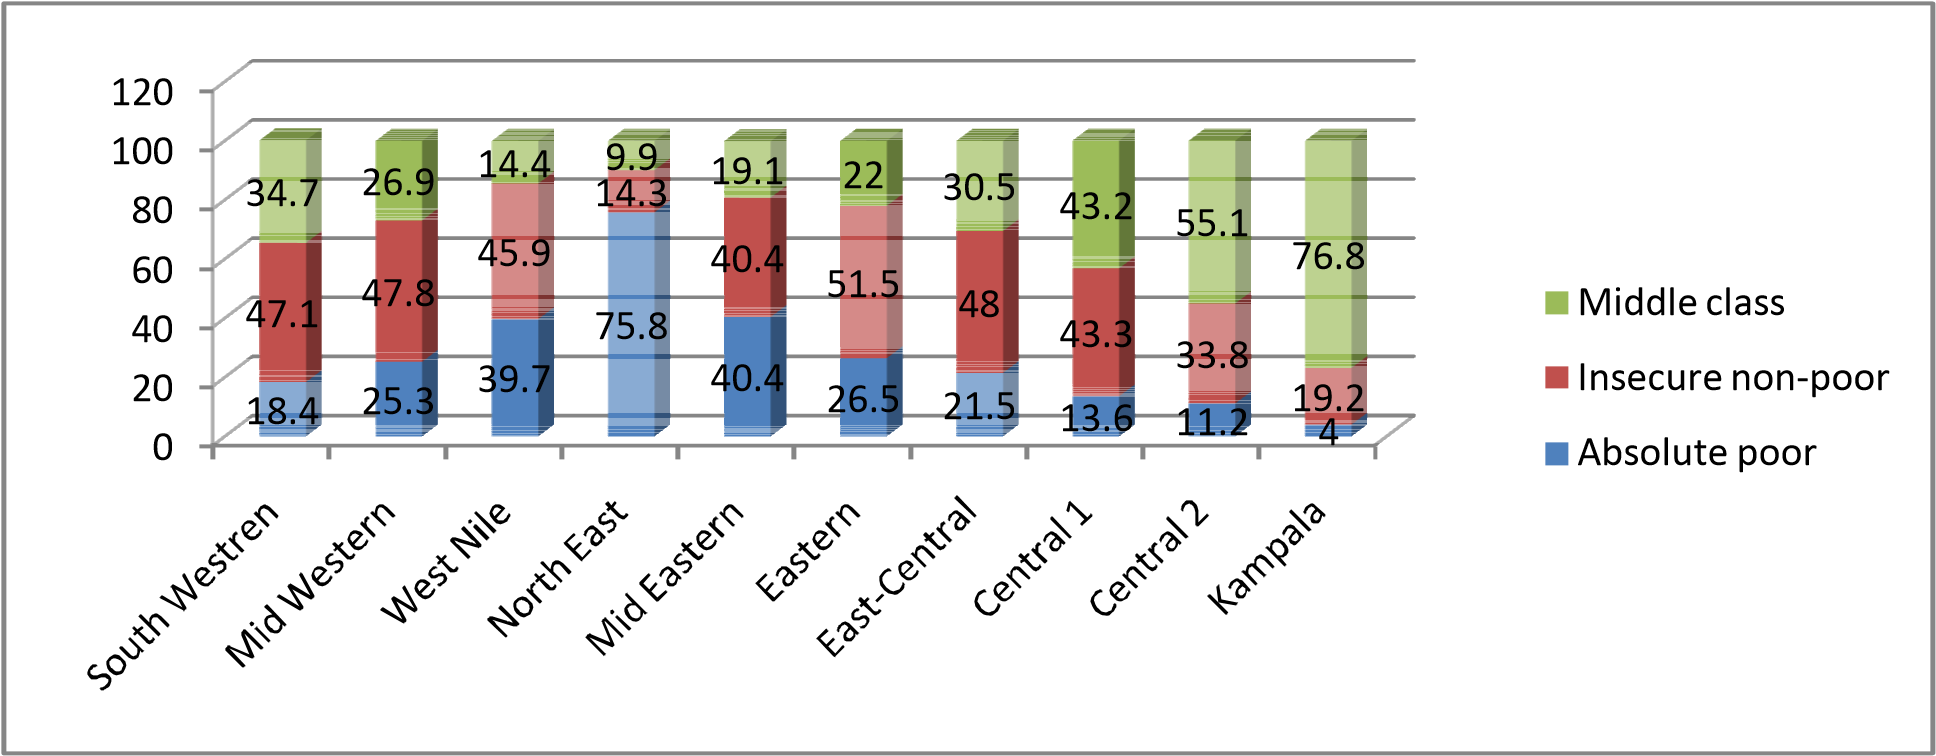 120
100
80
60
40
20
0
34.7
26.9
14.4
9.9
19.1
22
30.5
43.2
55.1
76.8
47.1
47.8
45.9
14.3
40.4
51.5
48
43.3
33.8
19.2
18.4
25.3
39.7
75.8
40.4
26.5
21.5
13.6
11.2
4
South Westren
Mid Western
West Nile
North East
Mid Eastern
Eastern
East-Central
Central 1
Central 2
Kampala
Middle class
Insecure non-poor
Absolute poor